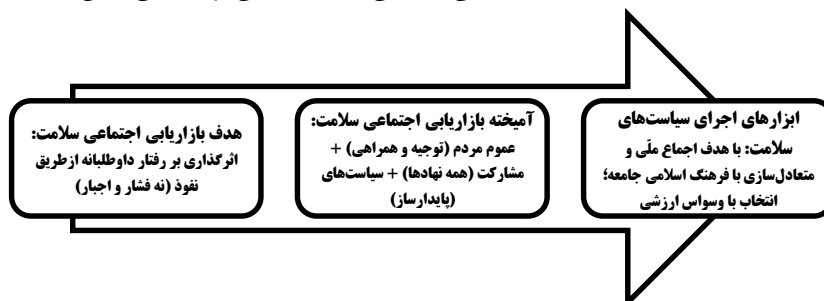 ابزارهای اجرای سیاست‌های
سلامت: با هدف اجماع ملّی و
متعادل‌سازی با فرهنگ اسلامی جامعه؛
انتخاب با وسواس ارزشی
آمیخته بازاریابی اجتماعی سلامت:
عموم مردم (توجیه و همراهی) +
مشارکت (همه نهادها) + سیاست‌های
(پایدارساز)
هدف بازاریابی اجتماعی سلامت:
اثرگذاری بر رفتار داوطلبانه ازطریق
نفوذ (نه فشار و اجبار)